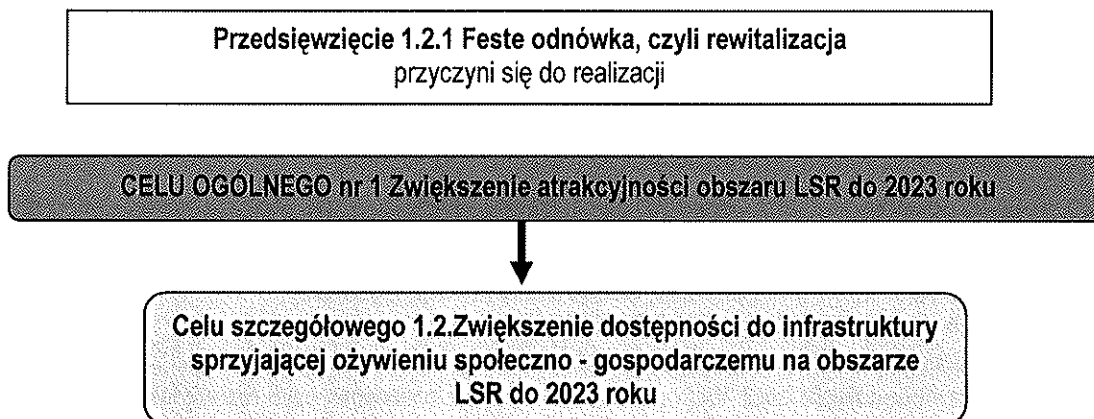 Przedsięwzięcie 1.2.1 Feste odnówka, czyli rewitalizacja
przyczyni się do realizacji
CELU OGÓLNEGO nr 1 Zwiększenie atrakcyjności obszaru LSR do 2023 roku
Celu szczegółowego 1.2.Zwiększenie dostępności do infrastruktury
sprzyjającej ożywieniu społeczno - gospodarczemu na obszarze
LSR do 2023 roku